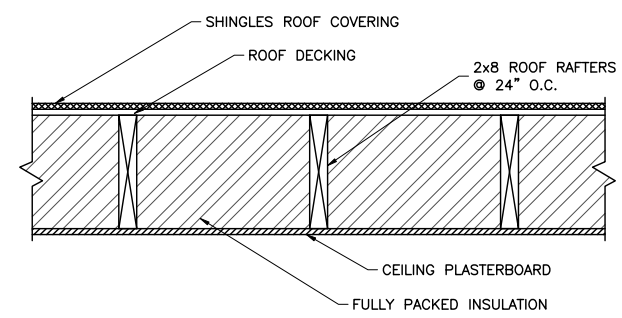 SHINGLES ROOF COVERING
ROOF DECKING
2x8 ROOF RAFTERS
@ 24" O.C.
CEILING PLASTERBOARD
FULLY PACKED INSULATION